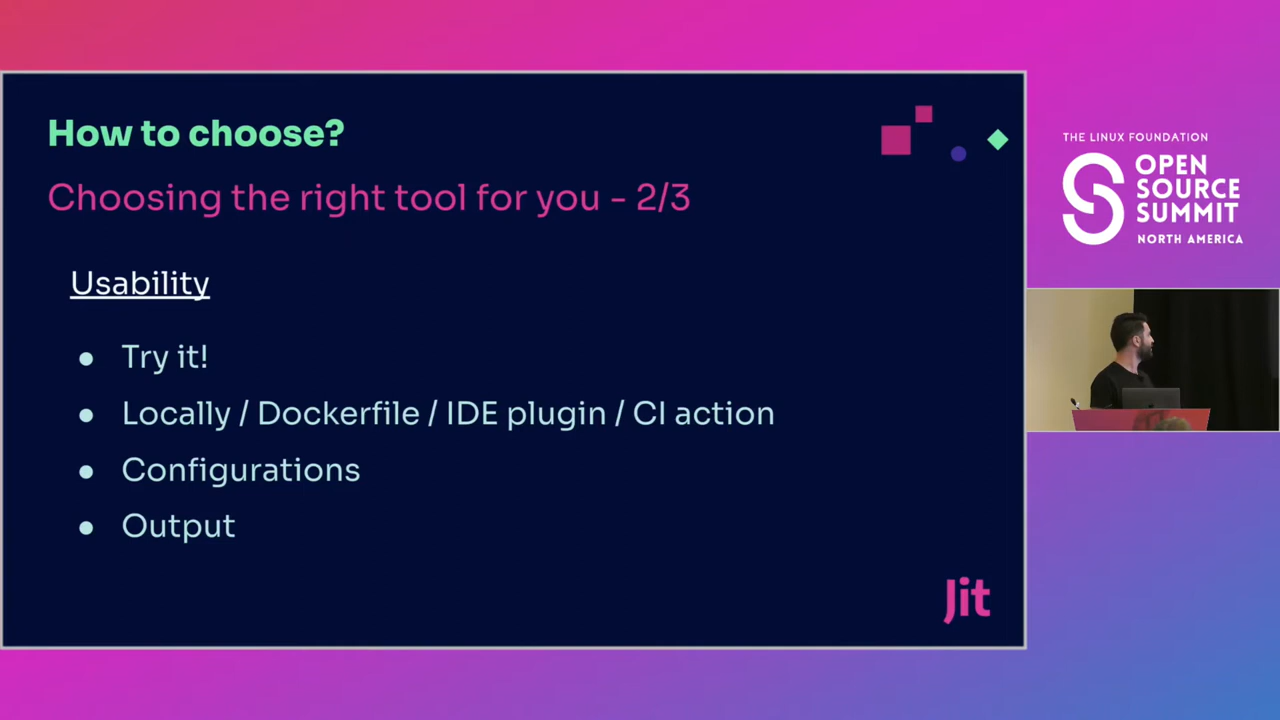 How to choose?
Choosing the right tool for you - 2/3
Usability
● Try it!
● Locally / Dockerfile / IDE plugin / CI action
● Configurations
● Output
Jit
THE LINUX FOUNDATION
OPEN
SOURCE
SUMMIT
NORTH AMERICA